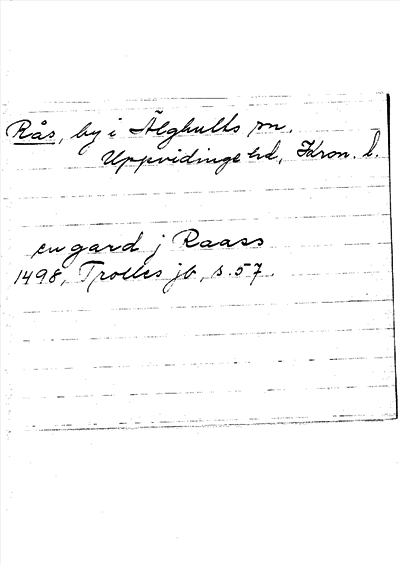 Rås, by i Älghults sn.
Uppvidinge hd, Kron. l.
en gard j Raass
1498, Trolles jb, s. 57.